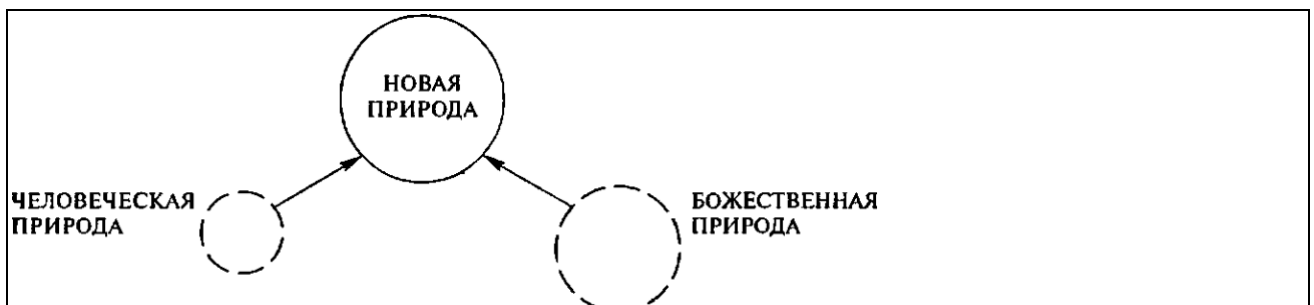 НОВАЯ
ПРИРОДА
ЧЕЛОВЕЧЕСКАЯ
ПРИРОДА
БОЖЕСТВЕННАЯ
ПРИРОДА